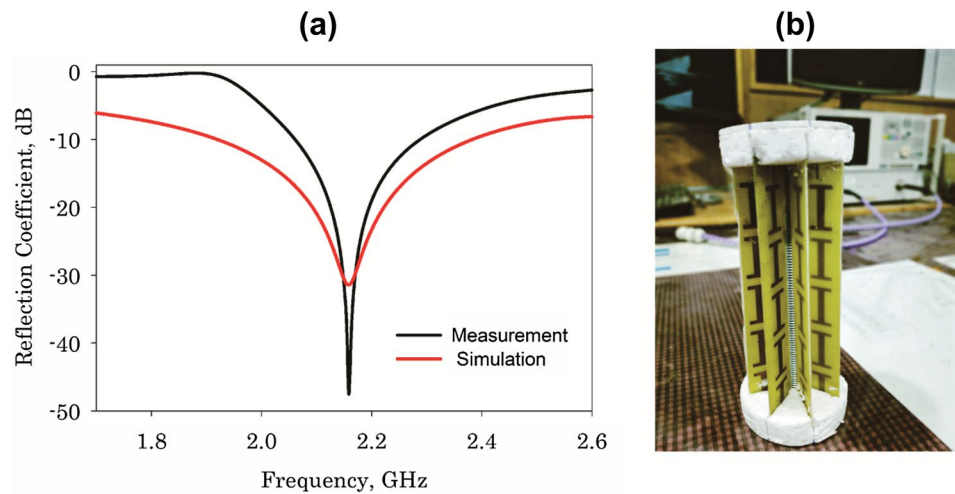 (a)
(b)
0
-10
-20
-30
-40
-50
Reflection Coefficient, dB
Measurement
Simulation
1.8
2.0
2.2
2.4
2.6
Frequency, GHz